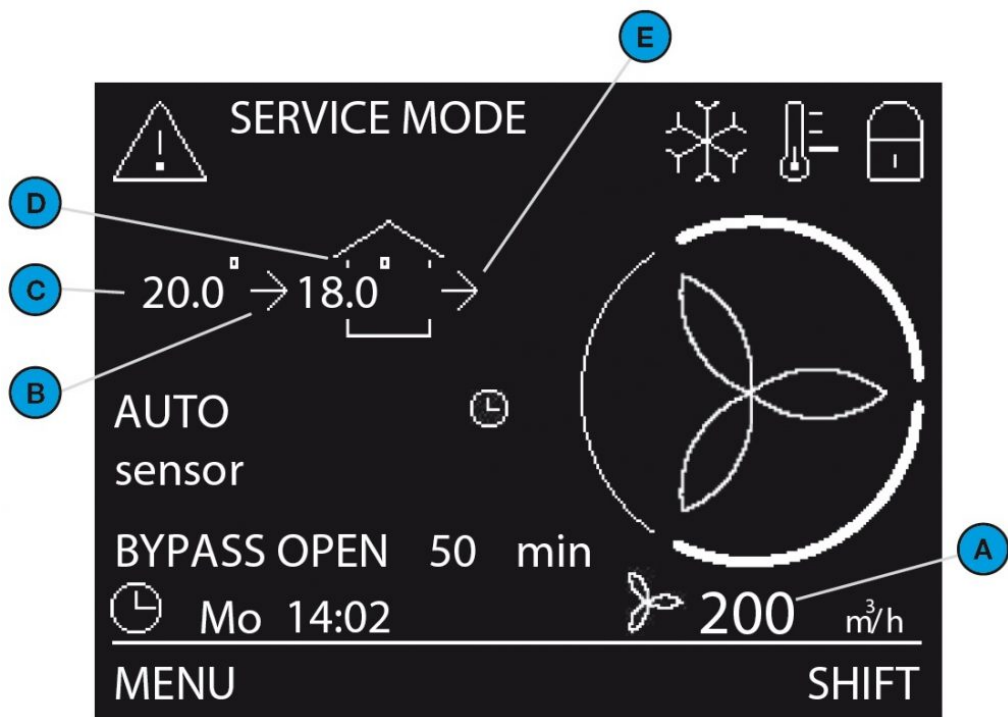 E
SERVICE MODE
D
C
20.0 18.0
B
AUTO
sensor
BYPASS OPEN 50 min
A
Mo 14:02 200 m³/h
MENU SHIFT